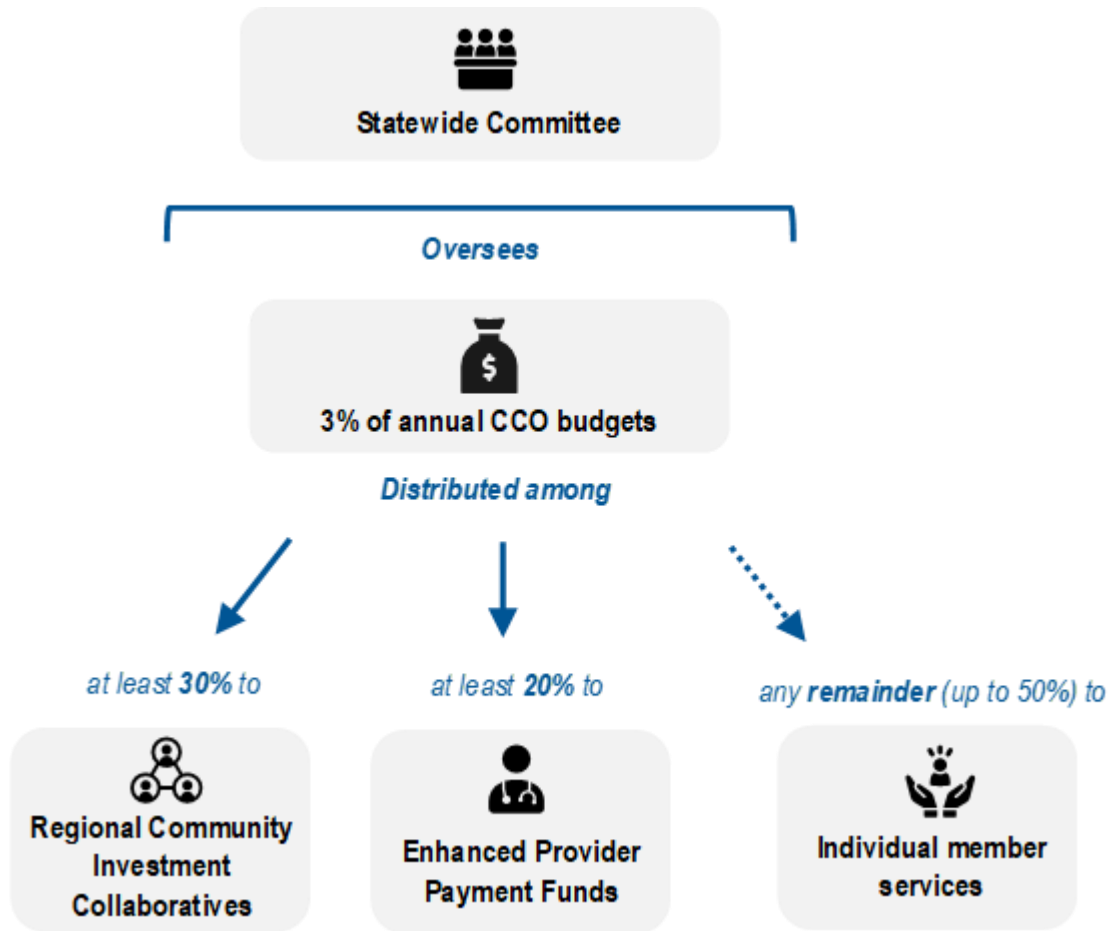 Statewide Committee
Oversees
$
3% of annual CCO budgets
Distributed among
at least 30% to
at least 20% to
any remainder (up to 50%) to
Regional Community
Investment
Collaboratives
Enhanced Provider
Payment Funds
Individual member
services